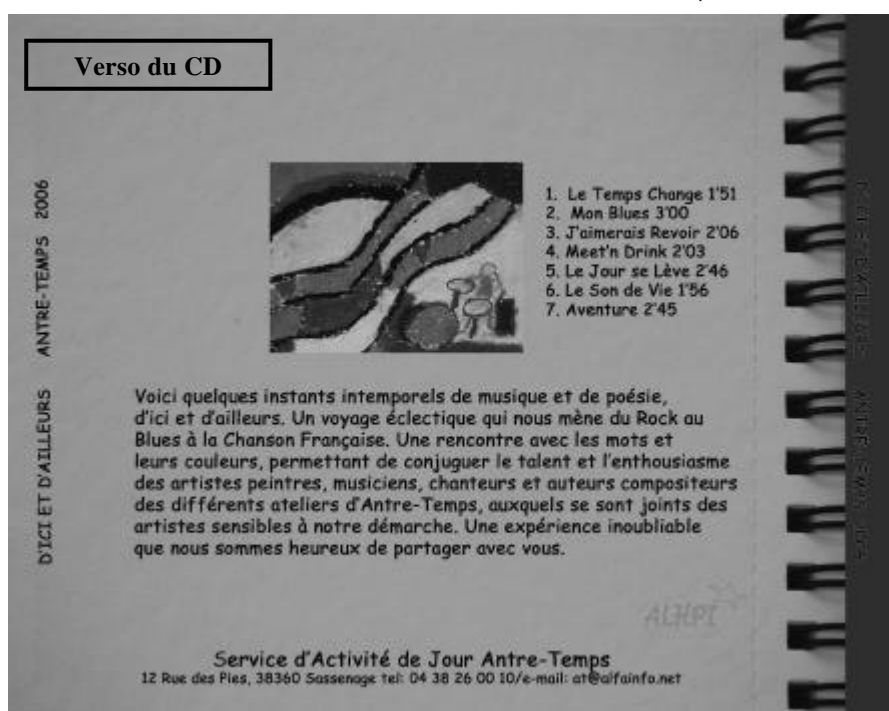 Verso du CD
D'ICI ET D'AILLEURS ANTRE-TEMPS 2006
1. Le Temps Change 1'51
2. Mon Blues 3'00
3. J'aimerais Revoir 2'06
4. Meet'n Drink 2'03
5. Le Jour se Lève 2'46
6. Le Son de Vie 1'56
7. Aventure 2'45
Voici quelques instants intemporels de musique et de poésie,
d'ici et d'ailleurs. Un voyage éclectique qui nous mène du Rock au
Blues à la Chanson Française. Une rencontre avec les mots et
leurs couleurs, permettant de conjuguer le talent et l'enthousiasme
des artistes peintres, musiciens, chanteurs et auteurs compositeurs
des différents ateliers d'Antre-Temps, auxquels se sont joints des
artistes sensibles à notre démarche. Une expérience inoubliable
que nous sommes heureux de partager avec vous.
ALHPI
Service d'Activité de Jour Antre-Temps
12 Rue des Pies, 38360 Sassenage tel: 04 38 26 00 10/e-mail: at@alfainfo.net